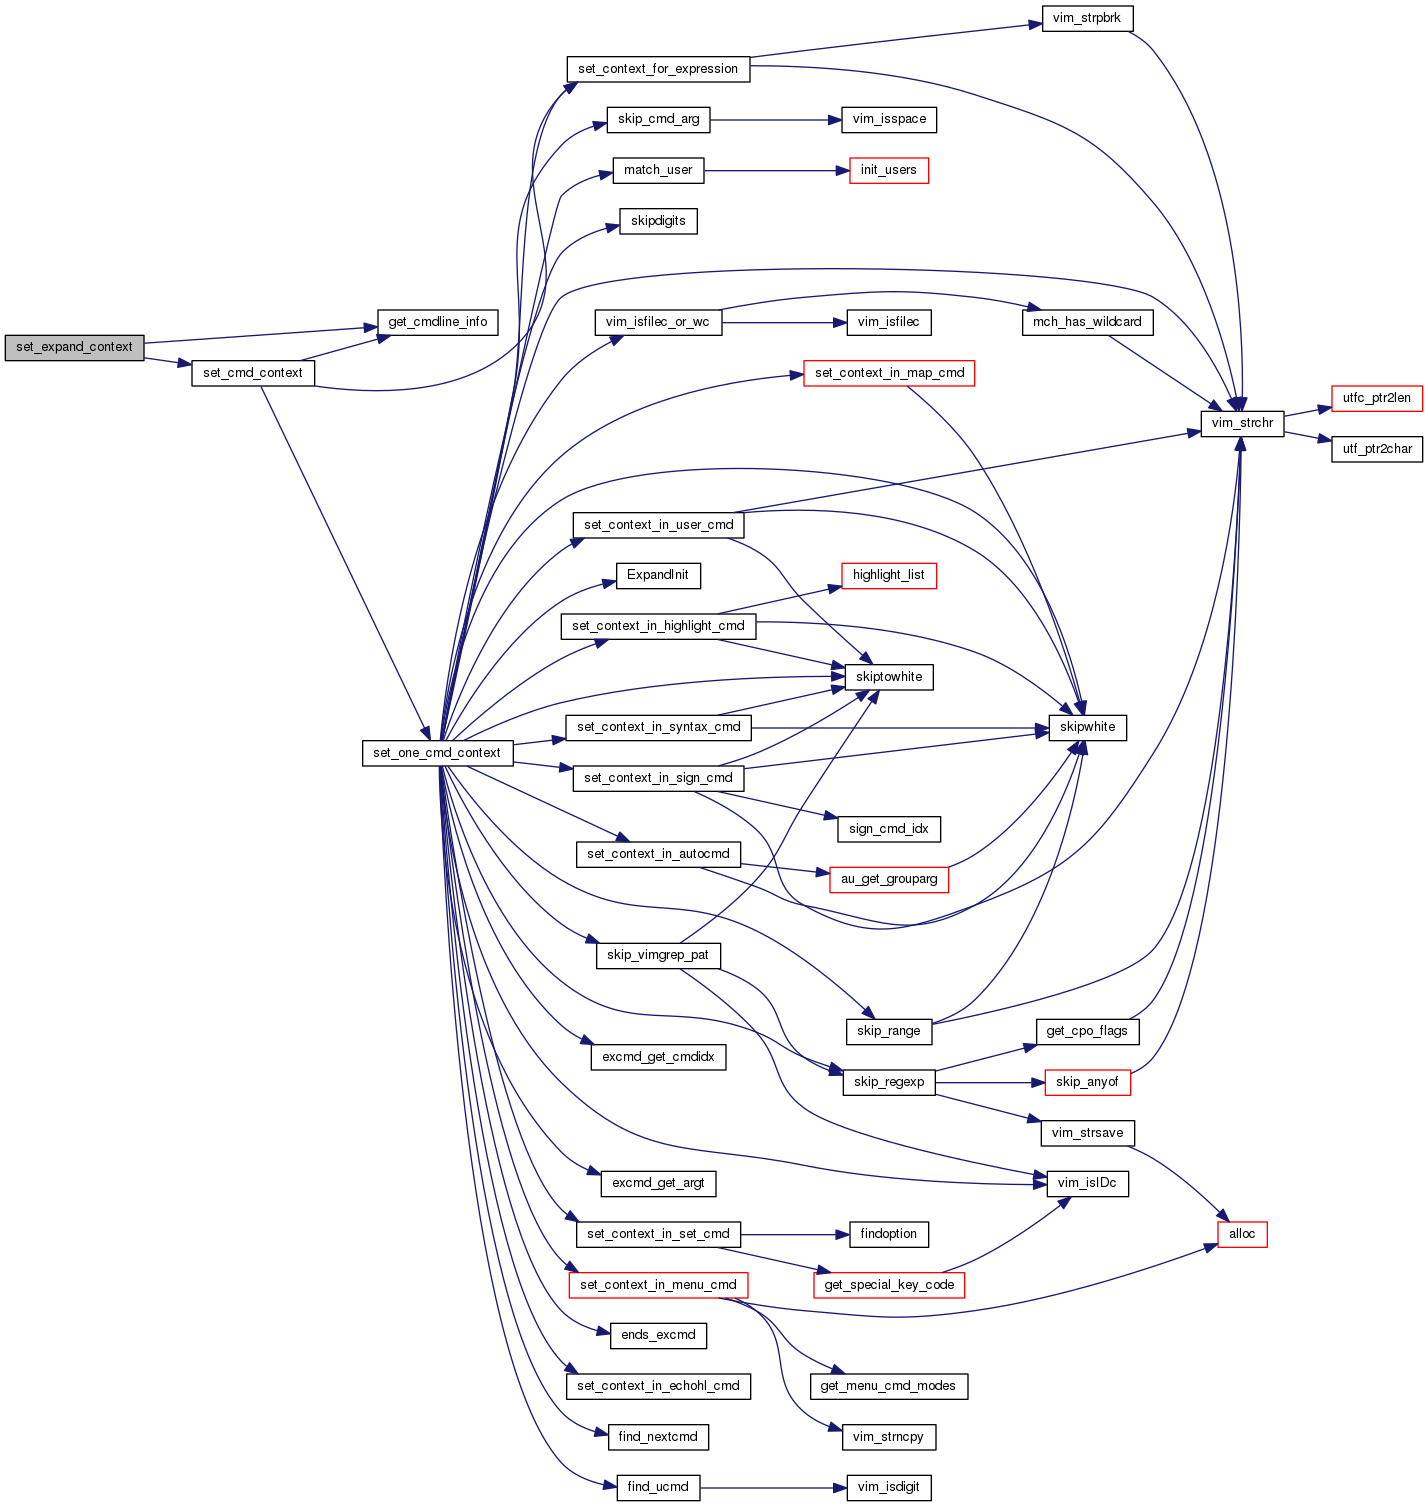 vim_strpbrk
set_context_for_expression
skip_cmd_arg
vim_isspace
match_user
init_users
skipdigits
get_cmdline_info
vim_isfilec_or_wc
vim_isfilec
mch_has_wildcard
set_expand_context
set_cmd_context
set_context_in_map_cmd
utfc_ptr2len
vim_strchr
utf_ptr2char
set_context_in_user_cmd
ExpandInit
highlight_list
set_context_in_highlight_cmd
skiptowhite
set_context_in_syntax_cmd
skipwhite
set_one_cmd_context
set_context_in_sign_cmd
sign_cmd_idx
set_context_in_autocmd
au_get_grouparg
skip_vimgrep_pat
skip_range
get_cpo_flags
excmd_get_cmdidx
skip_regexp
skip_anyof
vim_strsave
excmd_get_argt
vim_isIDc
set_context_in_set_cmd
findoption
alloc
set_context_in_menu_cmd
get_special_key_code
ends_excmd
set_context_in_echohl_cmd
get_menu_cmd_modes
find_nextcmd
vim_strncpy
find_ucmd
vim_isdigit